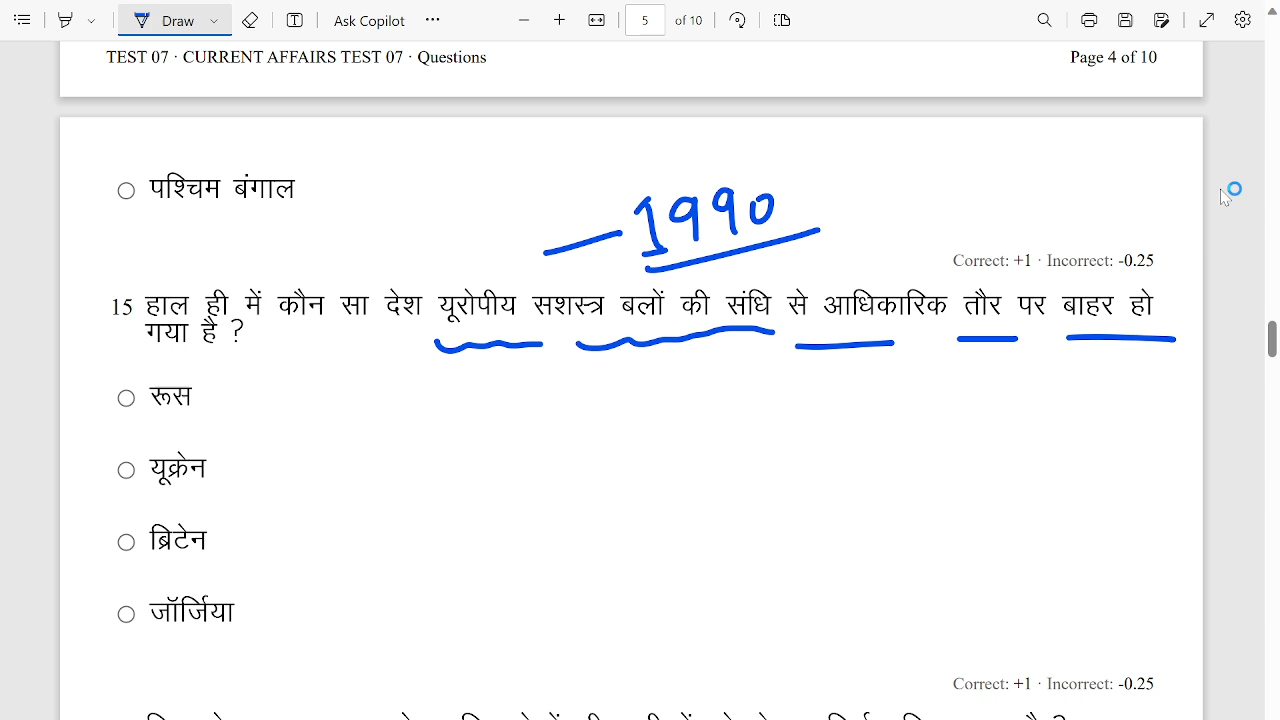 Draw Ask Copilot 5 of 10
TEST 07 · CURRENT AFFAIRS TEST 07 · Questions Page 4 of 10
पश्चिम बंगाल
1990
Correct: +1 · Incorrect: -0.25
15 हाल ही में कौन सा देश यूरोपीय सशस्त्र बलों की संधि से आधिकारिक तौर पर बाहर हो
गया है ?
रूस
यूक्रेन
ब्रिटेन
जॉर्जिया
Correct: +1 · Incorrect: -0.25